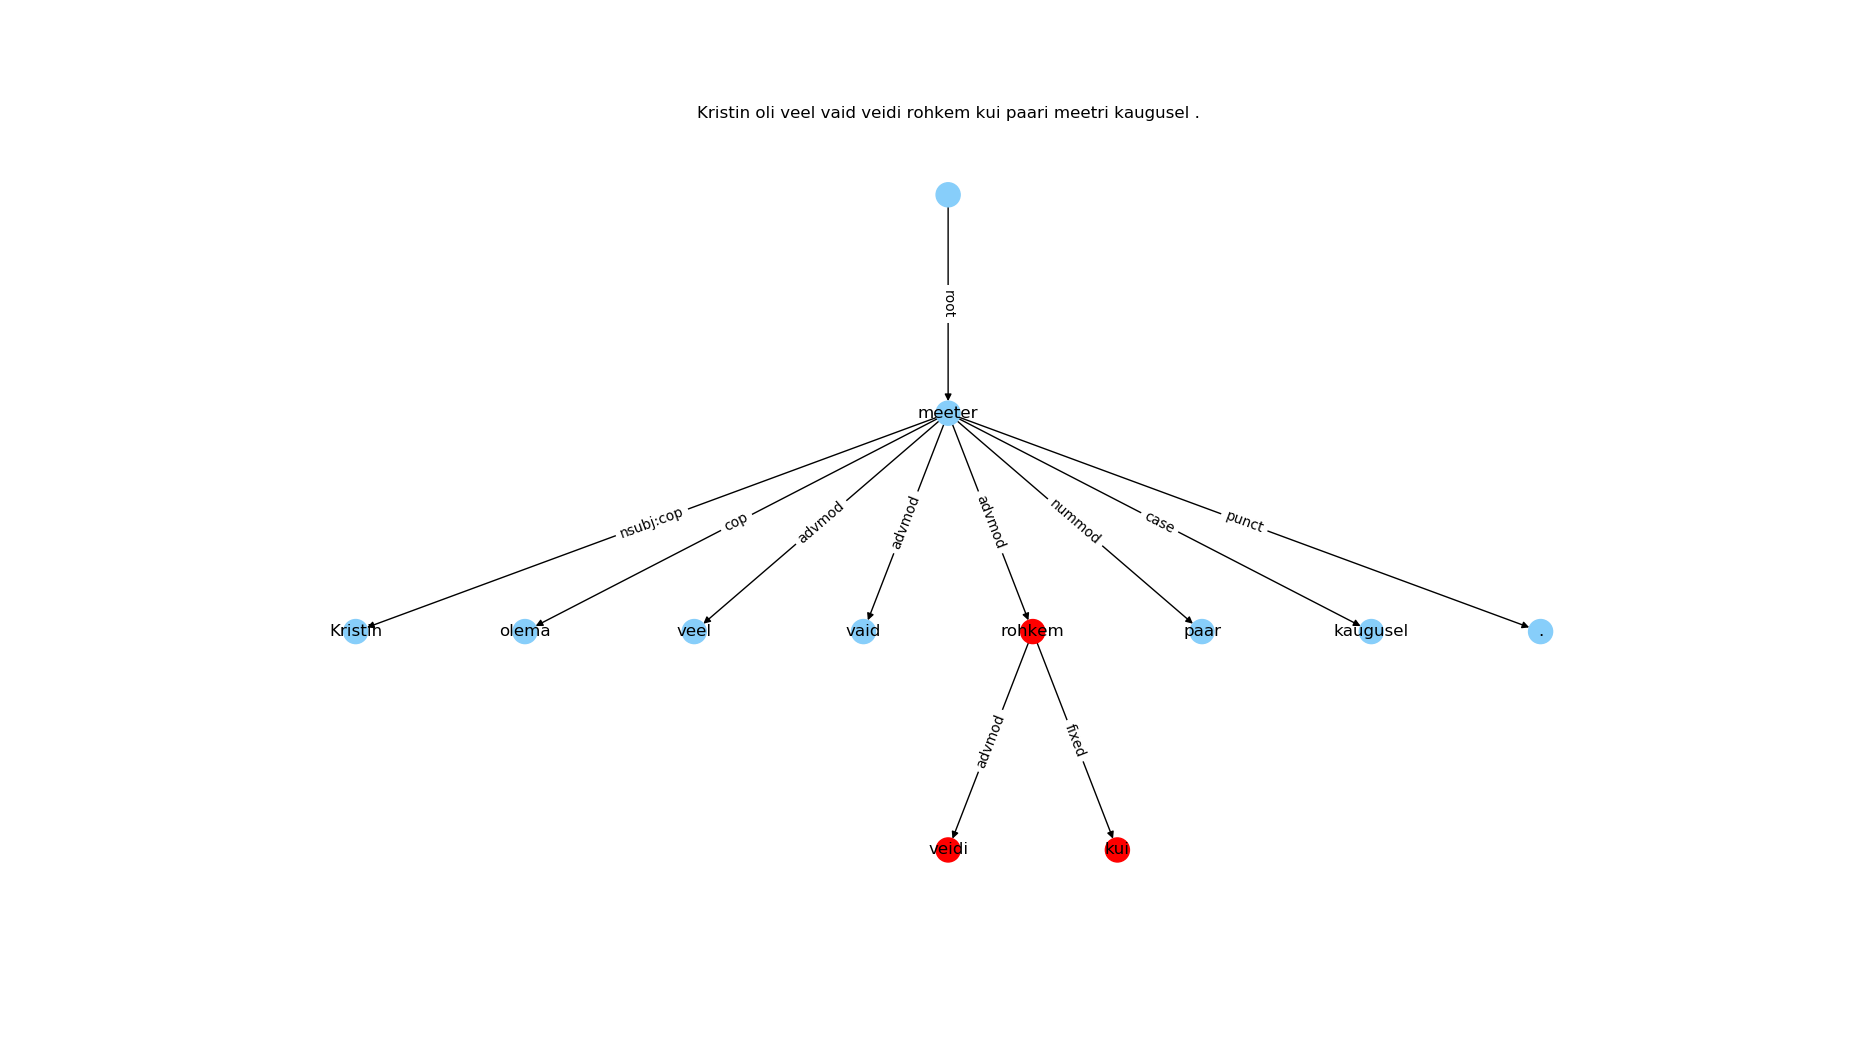 Kristin oli veel vaid veidi rohkem kui paari meetri kaugusel .
root
meeter
nsubj:cop
cop
advmod
advmod
advmod
nummod
case
punct
Kristin
olema
veel
vaid
rohkem
paar
kaugusel
.
advmod
fixed
veidi
kui